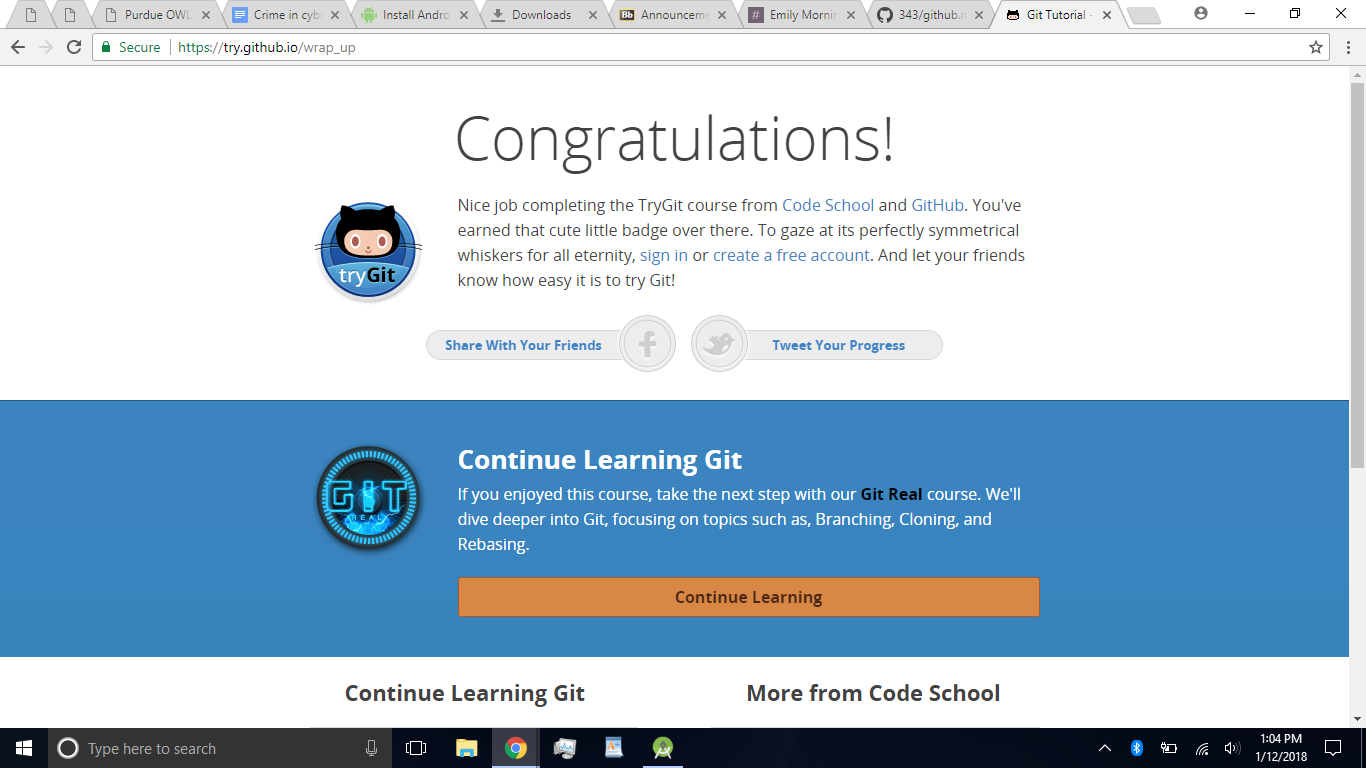 Purdue OWL
Crime in cyb
Install Andro
Downloads
Bb Announceme
# Emily Mornin
343/github.
Git Tutorial -
Secure https://try.github.io/wrap_up
Congratulations!
Nice job completing the TryGit course from Code School and GitHub. You've
earned that cute little badge over there. To gaze at its perfectly symmetrical
whiskers for all eternity, sign in or create a free account. And let your friends
know how easy it is to try Git!
tryGit
Share With Your Friends
Tweet Your Progress
GIT
REAL
Continue Learning Git
If you enjoyed this course, take the next step with our Git Real course. We'll
dive deeper into Git, focusing on topics such as, Branching, Cloning, and
Rebasing.
Continue Learning
Continue Learning Git
More from Code School
Type here to search
1:04 PM
1/12/2018